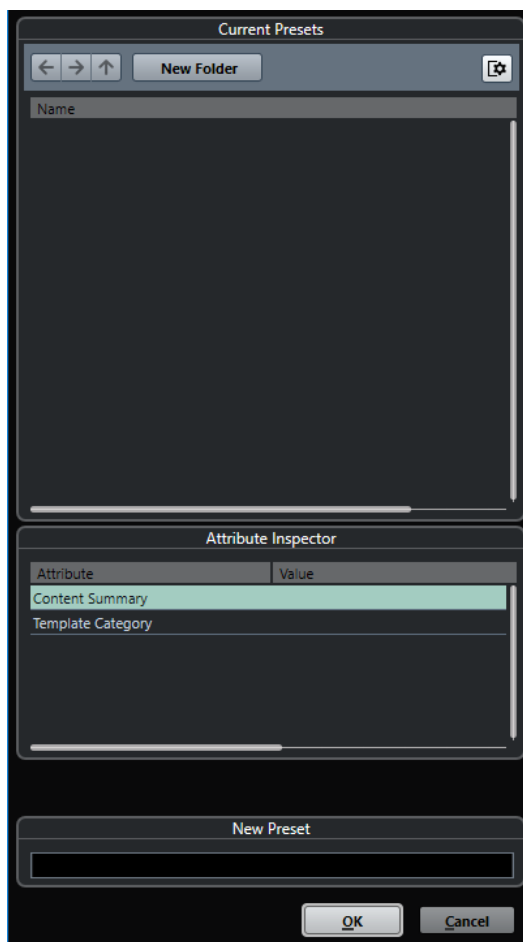 Current Presets
New Folder
Name
Attribute Inspector
Attribute Value
Content Summary
Template Category
New Preset
OK Cancel